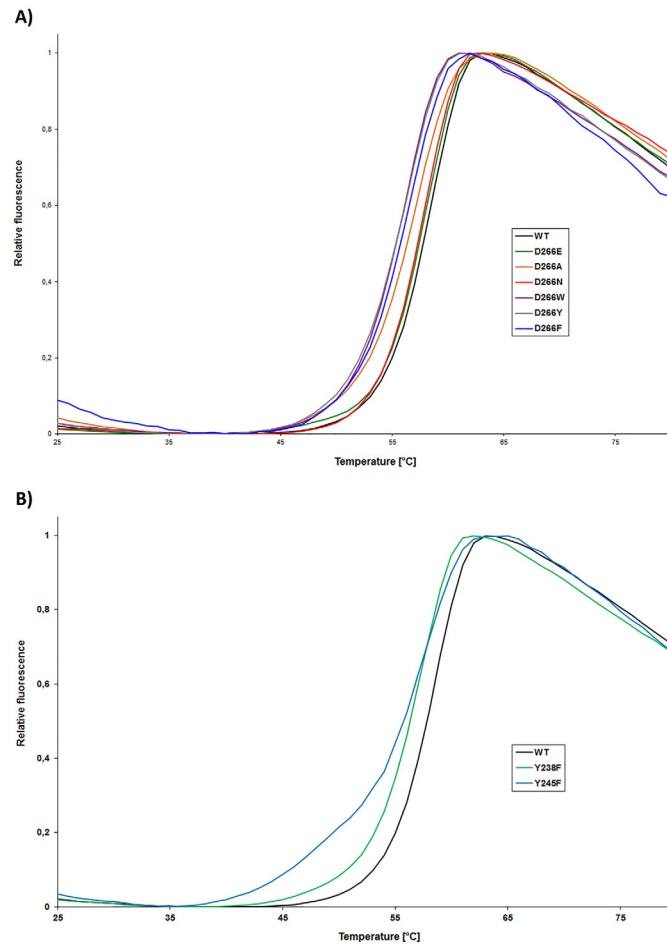 A)
1
0,8
0,6
0,4
0,2
0
Relative fluorescence
WT
D266E
D266A
D266N
D266W
D266Y
D266F
25 35 45 55 65 75
Temperature [°C]
B)
1
0,8
0,6
0,4
0,2
0
Relative fluorescence
WT
Y238F
Y245F
25 35 45 55 65 75
Temperature [°C]